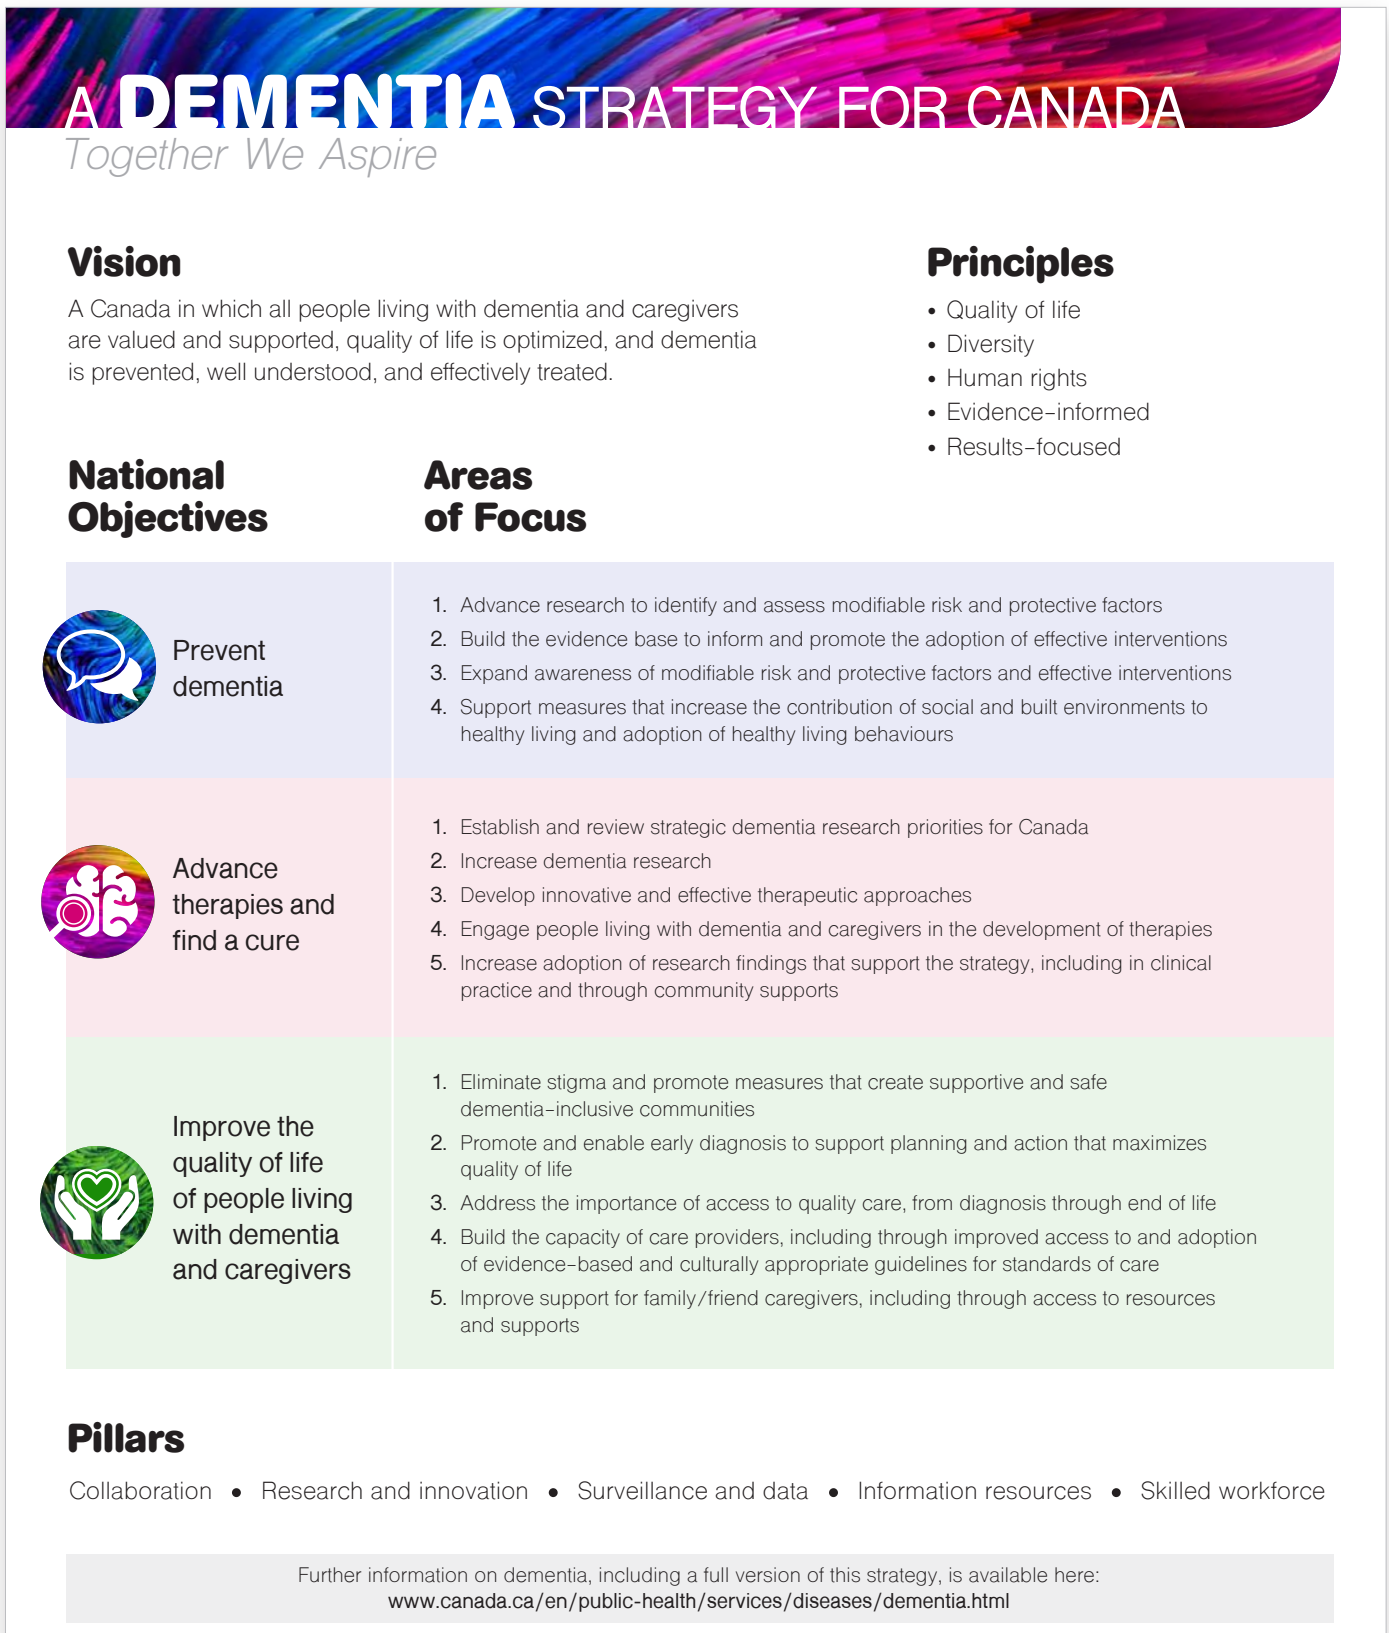 A DEMENTIA STRATEGY FOR CANADA
Together We Aspire
Vision
A Canada in which all people living with dementia and caregivers
are valued and supported, quality of life is optimized, and dementia
is prevented, well understood, and effectively treated.
Principles
• Quality of life
• Diversity
• Human rights
• Evidence-informed
• Results-focused
National
Objectives
Areas
of Focus
Prevent
dementia
1. Advance research to identify and assess modifiable risk and protective factors
2. Build the evidence base to inform and promote the adoption of effective interventions
3. Expand awareness of modifiable risk and protective factors and effective interventions
4. Support measures that increase the contribution of social and built environments to
healthy living and adoption of healthy living behaviours
Advance
therapies and
find a cure
1. Establish and review strategic dementia research priorities for Canada
2. Increase dementia research
3. Develop innovative and effective therapeutic approaches
4. Engage people living with dementia and caregivers in the development of therapies
5. Increase adoption of research findings that support the strategy, including in clinical
practice and through community supports
Improve the
quality of life
of people living
with dementia
and caregivers
1. Eliminate stigma and promote measures that create supportive and safe
dementia-inclusive communities
2. Promote and enable early diagnosis to support planning and action that maximizes
quality of life
3. Address the importance of access to quality care, from diagnosis through end of life
4. Build the capacity of care providers, including through improved access to and adoption
of evidence-based and culturally appropriate guidelines for standards of care
5. Improve support for family/friend caregivers, including through access to resources
and supports
Pillars
Collaboration • Research and innovation • Surveillance and data • Information resources • Skilled workforce
Further information on dementia, including a full version of this strategy, is available here:
www.canada.ca/en/public-health/services/diseases/dementia.html